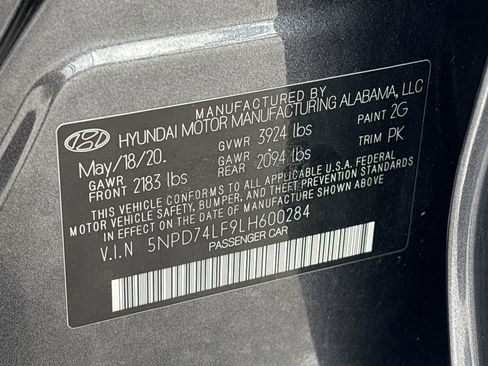 MANUFACTURED BY
HYUNDAI MOTOR MANUFACTURING ALABAMA, LLC
May/18/20. GVWR 3924 lbs PAINT 2G
GAWR FRONT 2183 lbs GAWR REAR 2094 lbs TRIM PK
THIS VEHICLE CONFORMS TO ALL APPLICABLE U.S.A. FEDERAL
MOTOR VEHICLE SAFETY, BUMPER, AND THEFT PREVENTION
STANDARDS IN EFFECT ON THE DATE OF MANUFACTURE SHOWN ABOVE.
V.I.N 5NPD74LF9LH600284
PASSENGER CAR